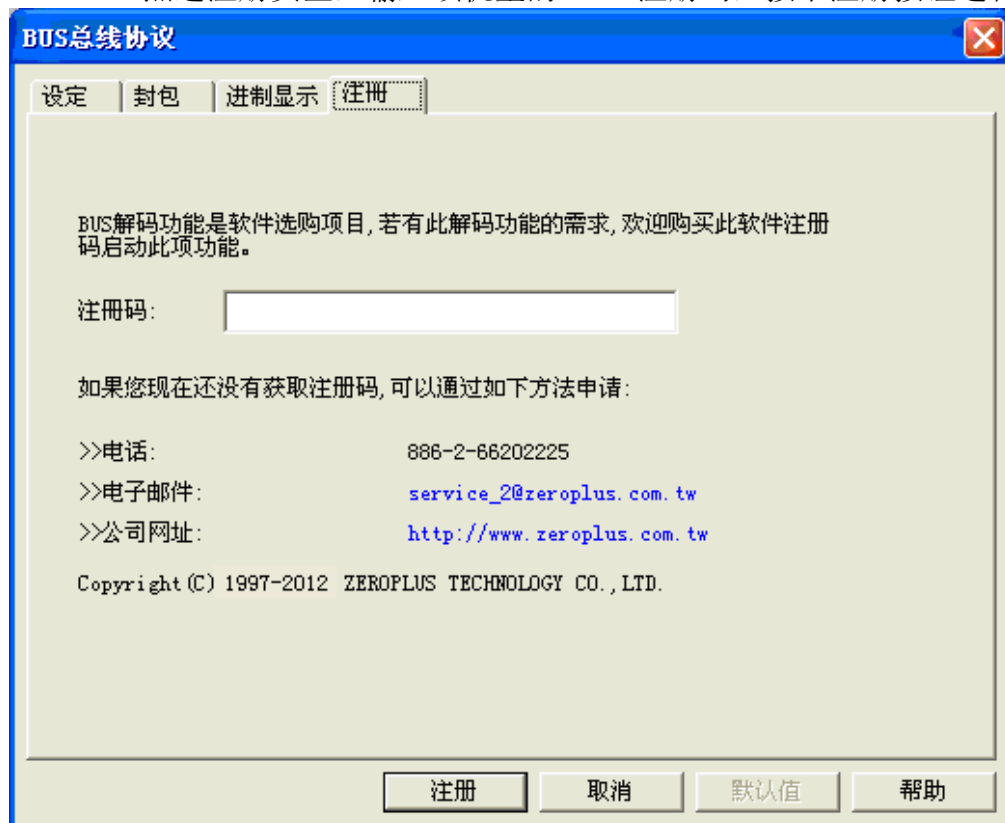 BUS总线协议
设定 封包 进制显示 注册
BUS解码功能是软件选购项目,若有此解码功能的需求,欢迎购买此软件注册
码启动此项功能。
注册码:
如果您现在还没有获取注册码,可以通过如下方法申请:
>>电话: 886-2-66202225
>>电子邮件: service_2@zeroplus.com.tw
>>公司网址: http://www.zeroplus.com.tw
Copyright(C) 1997-2012 ZEROPLUS TECHNOLOGY CO.,LTD.
注册 取消 默认值 帮助